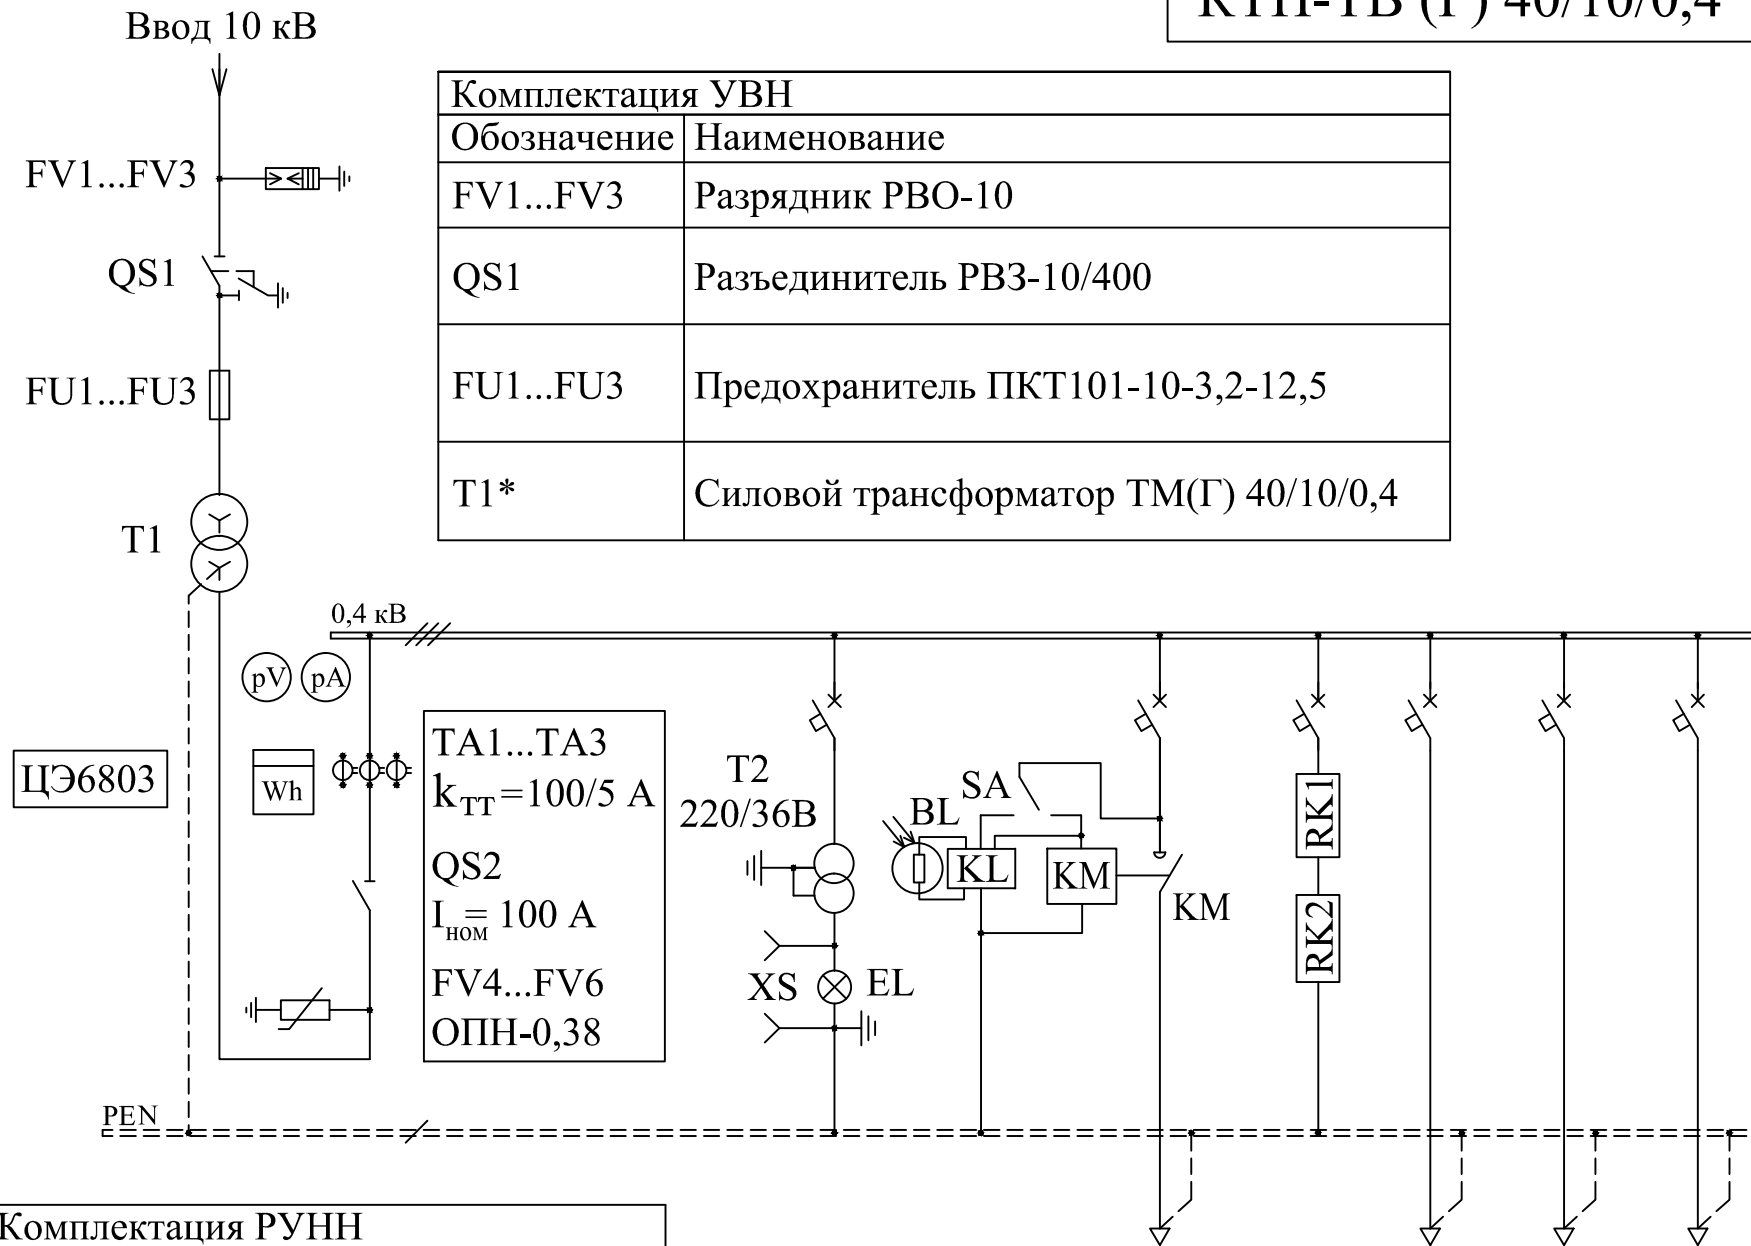 КТП-ТВ (Г) 40/10/0,4
Ввод 10 кВ
Комплектация УВН
Обозначение Наименование
FV1...FV3 Разрядник РВО-10
QS1 Разъединитель РВЗ-10/400
FU1...FU3 Предохранитель ПКТ101-10-3,2-12,5
T1* Силовой трансформатор ТМ(Г) 40/10/0,4
FV1...FV3
QS1
FU1...FU3
T1
0,4 кВ
pV pA
ЦЭ6803
Wh
TA1...TA3
kТТ=100/5 А
QS2
Iном= 100 А
FV4...FV6
ОПН-0,38
T2
220/36В
XS
EL
BL
SA
KL
KM
KM
RK1
RK2
PEN
Комплектация РУНН